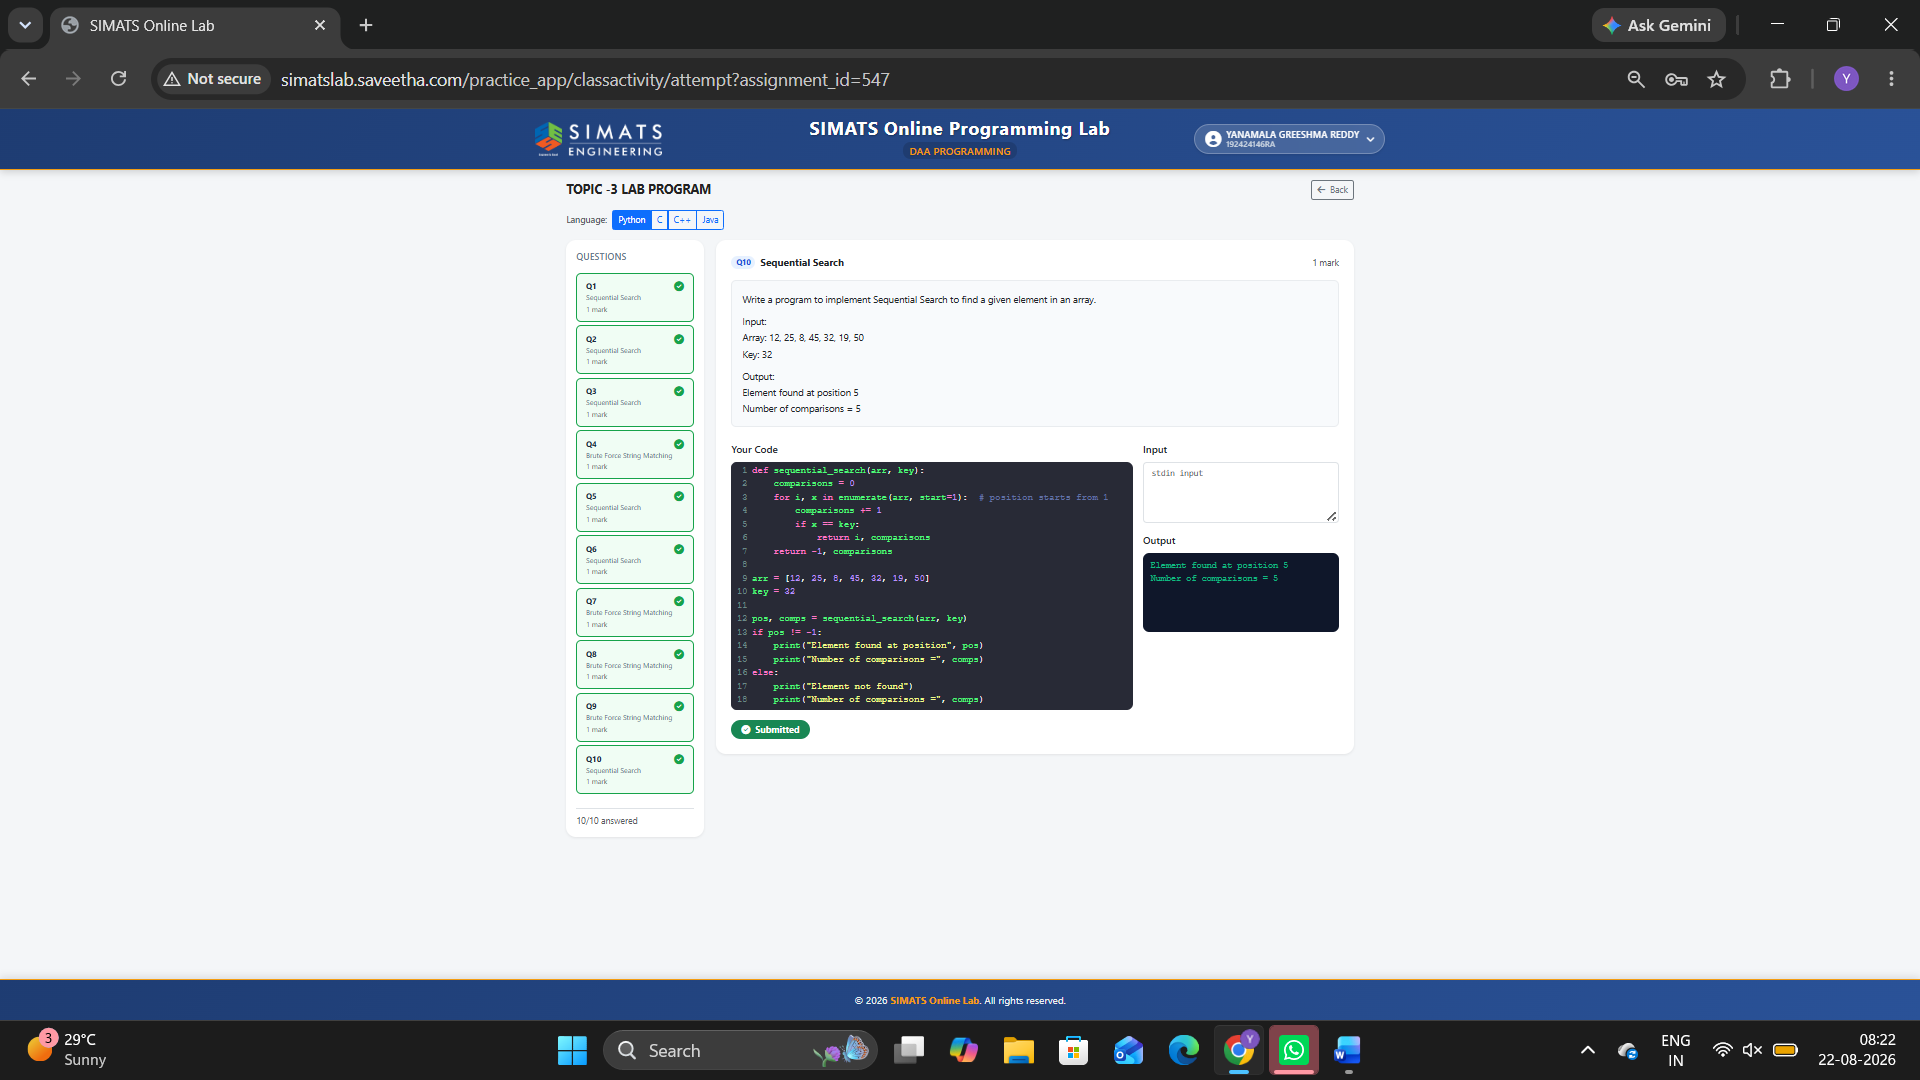 SIMATS Online Lab
Ask Gemini
Not secure
simatslab.saveetha.com/practice_app/classactivity/attempt?assignment_id=547
Y
SIMATS
ENGINEERING
SIMATS Online Programming Lab
DAA PROGRAMMING
YANAMALA GREESHMA REDDY
192424146RA
TOPIC -3 LAB PROGRAM
← Back
Language: Python C C++ Java
QUESTIONS
Q1
Sequential Search
1 mark
Q2
Sequential Search
1 mark
Q3
Sequential Search
1 mark
Q4
Brute Force String Matching
1 mark
Q5
Sequential Search
1 mark
Q6
Sequential Search
1 mark
Q7
Brute Force String Matching
1 mark
Q8
Brute Force String Matching
1 mark
Q9
Brute Force String Matching
1 mark
Q10
Sequential Search
1 mark
10/10 answered
Q10 Sequential Search 1 mark
Write a program to implement Sequential Search to find a given element in an array.
Input:
Array: 12, 25, 8, 45, 32, 19, 50
Key: 32
Output:
Element found at position 5
Number of comparisons = 5
Your Code
1 def sequential_search(arr, key):
2     comparisons = 0
3     for i, x in enumerate(arr, start=1):  # position starts from 1
4         comparisons += 1
5         if x == key:
6             return i, comparisons
7     return -1, comparisons
8
9 arr = [12, 25, 8, 45, 32, 19, 50]
10 key = 32
11
12 pos, comps = sequential_search(arr, key)
13 if pos != -1:
14     print("Element found at position", pos)
15     print("Number of comparisons =", comps)
16 else:
17     print("Element not found")
18     print("Number of comparisons =", comps)
Submitted
Input
stdin input
Output
Element found at position 5
Number of comparisons = 5
© 2026 SIMATS Online Lab. All rights reserved.
3
29°C
Sunny
Search
Y
ENG
IN
08:22
22-08-2026